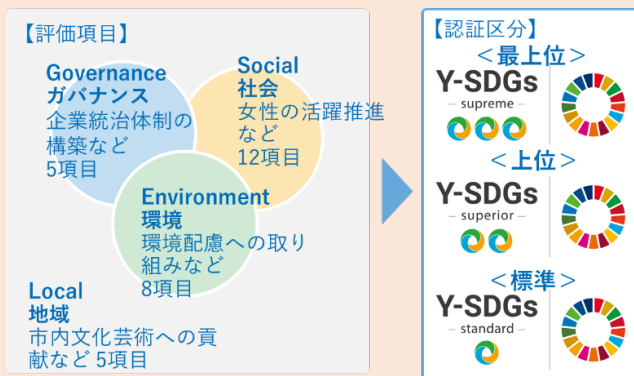 【評価項目】
Governance
ガバナンス
企業統治体制の
構築など
5項目
Social
社会
女性の活躍推進
など
12項目
Environment
環境
環境配慮への取り
組みなど
8項目
Local
地域
市内文化芸術への貢
献など 5項目
【認証区分】
＜最上位＞
Y-SDGs
– supreme –
＜上位＞
Y-SDGs
– superior –
＜標準＞
Y-SDGs
– standard –